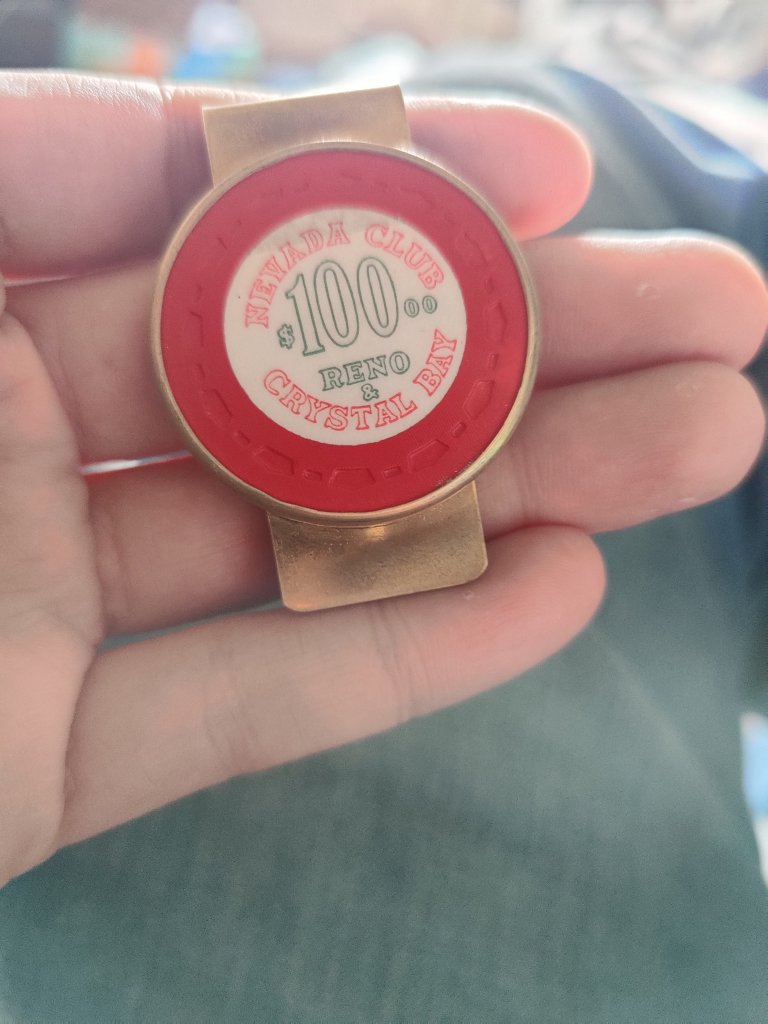 NEVADA CLUB
$100.00
RENO
&
CRYSTAL BAY